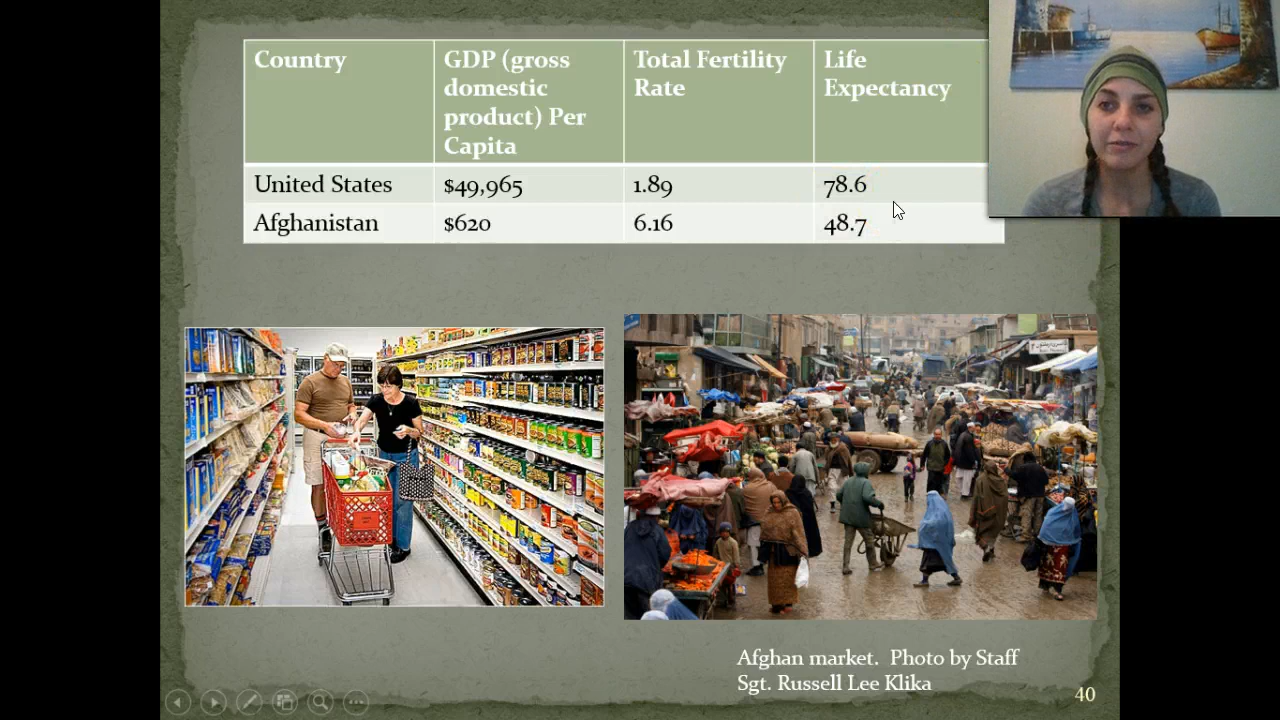 Country
GDP (gross
domestic
product) Per
Capita
Total Fertility
Rate
Life
Expectancy
United States
$49,965
1.89
78.6
Afghanistan
$620
6.16
48.7
Afghan market.  Photo by Staff
Sgt. Russell Lee Klika
40